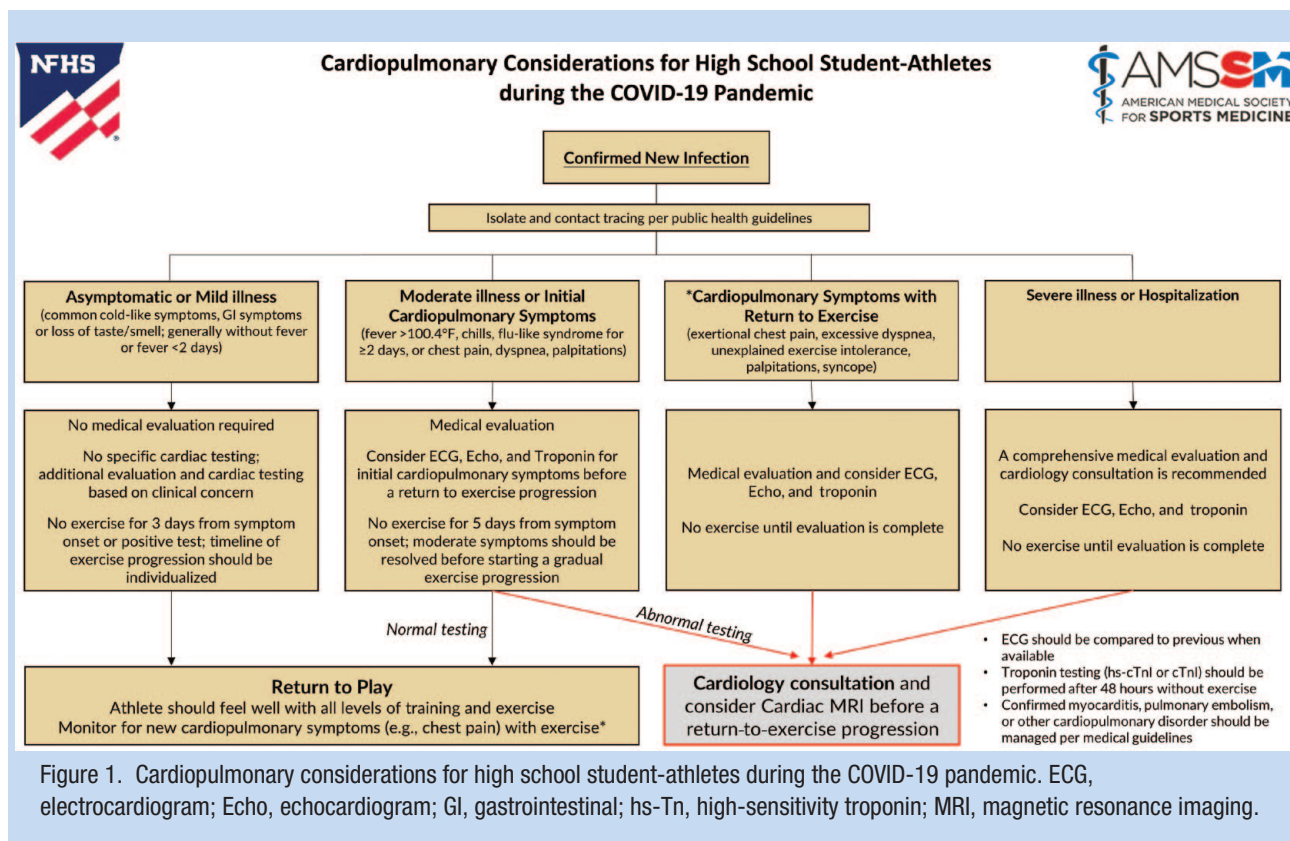 NFHS
Cardiopulmonary Considerations for High School Student-Athletes
during the COVID-19 Pandemic
AMSSM
AMERICAN MEDICAL SOCIETY
FOR SPORTS MEDICINE
Confirmed New Infection
Isolate and contact tracing per public health guidelines
Asymptomatic or Mild illness
(common cold-like symptoms, GI symptoms
or loss of taste/smell; generally without fever
or fever <2 days)
Moderate illness or Initial
Cardiopulmonary Symptoms
(fever >100.4°F, chills, flu-like syndrome for
≥2 days, or chest pain, dyspnea, palpitations)
*Cardiopulmonary Symptoms with
Return to Exercise
(exertional chest pain, excessive dyspnea,
unexplained exercise intolerance,
palpitations, syncope)
Severe illness or Hospitalization
No medical evaluation required
No specific cardiac testing;
additional evaluation and cardiac testing
based on clinical concern
No exercise for 3 days from symptom
onset or positive test; timeline of
exercise progression should be
individualized
Medical evaluation
Consider ECG, Echo, and Troponin for
initial cardiopulmonary symptoms before
a return to exercise progression
No exercise for 5 days from symptom
onset; moderate symptoms should be
resolved before starting a gradual
exercise progression
Medical evaluation and consider ECG,
Echo, and troponin
No exercise until evaluation is complete
A comprehensive medical evaluation and
cardiology consultation is recommended
Consider ECG, Echo, and troponin
No exercise until evaluation is complete
Normal testing
Abnormal testing
Return to Play
Athlete should feel well with all levels of training and exercise
Monitor for new cardiopulmonary symptoms (e.g., chest pain) with exercise*
Cardiology consultation and
consider Cardiac MRI before a
return-to-exercise progression
• ECG should be compared to previous when
available
• Troponin testing (hs-cTnI or cTnI) should be
performed after 48 hours without exercise
• Confirmed myocarditis, pulmonary embolism,
or other cardiopulmonary disorder should be
managed per medical guidelines
Figure 1. Cardiopulmonary considerations for high school student-athletes during the COVID-19 pandemic. ECG,
electrocardiogram; Echo, echocardiogram; GI, gastrointestinal; hs-Tn, high-sensitivity troponin; MRI, magnetic resonance imaging.